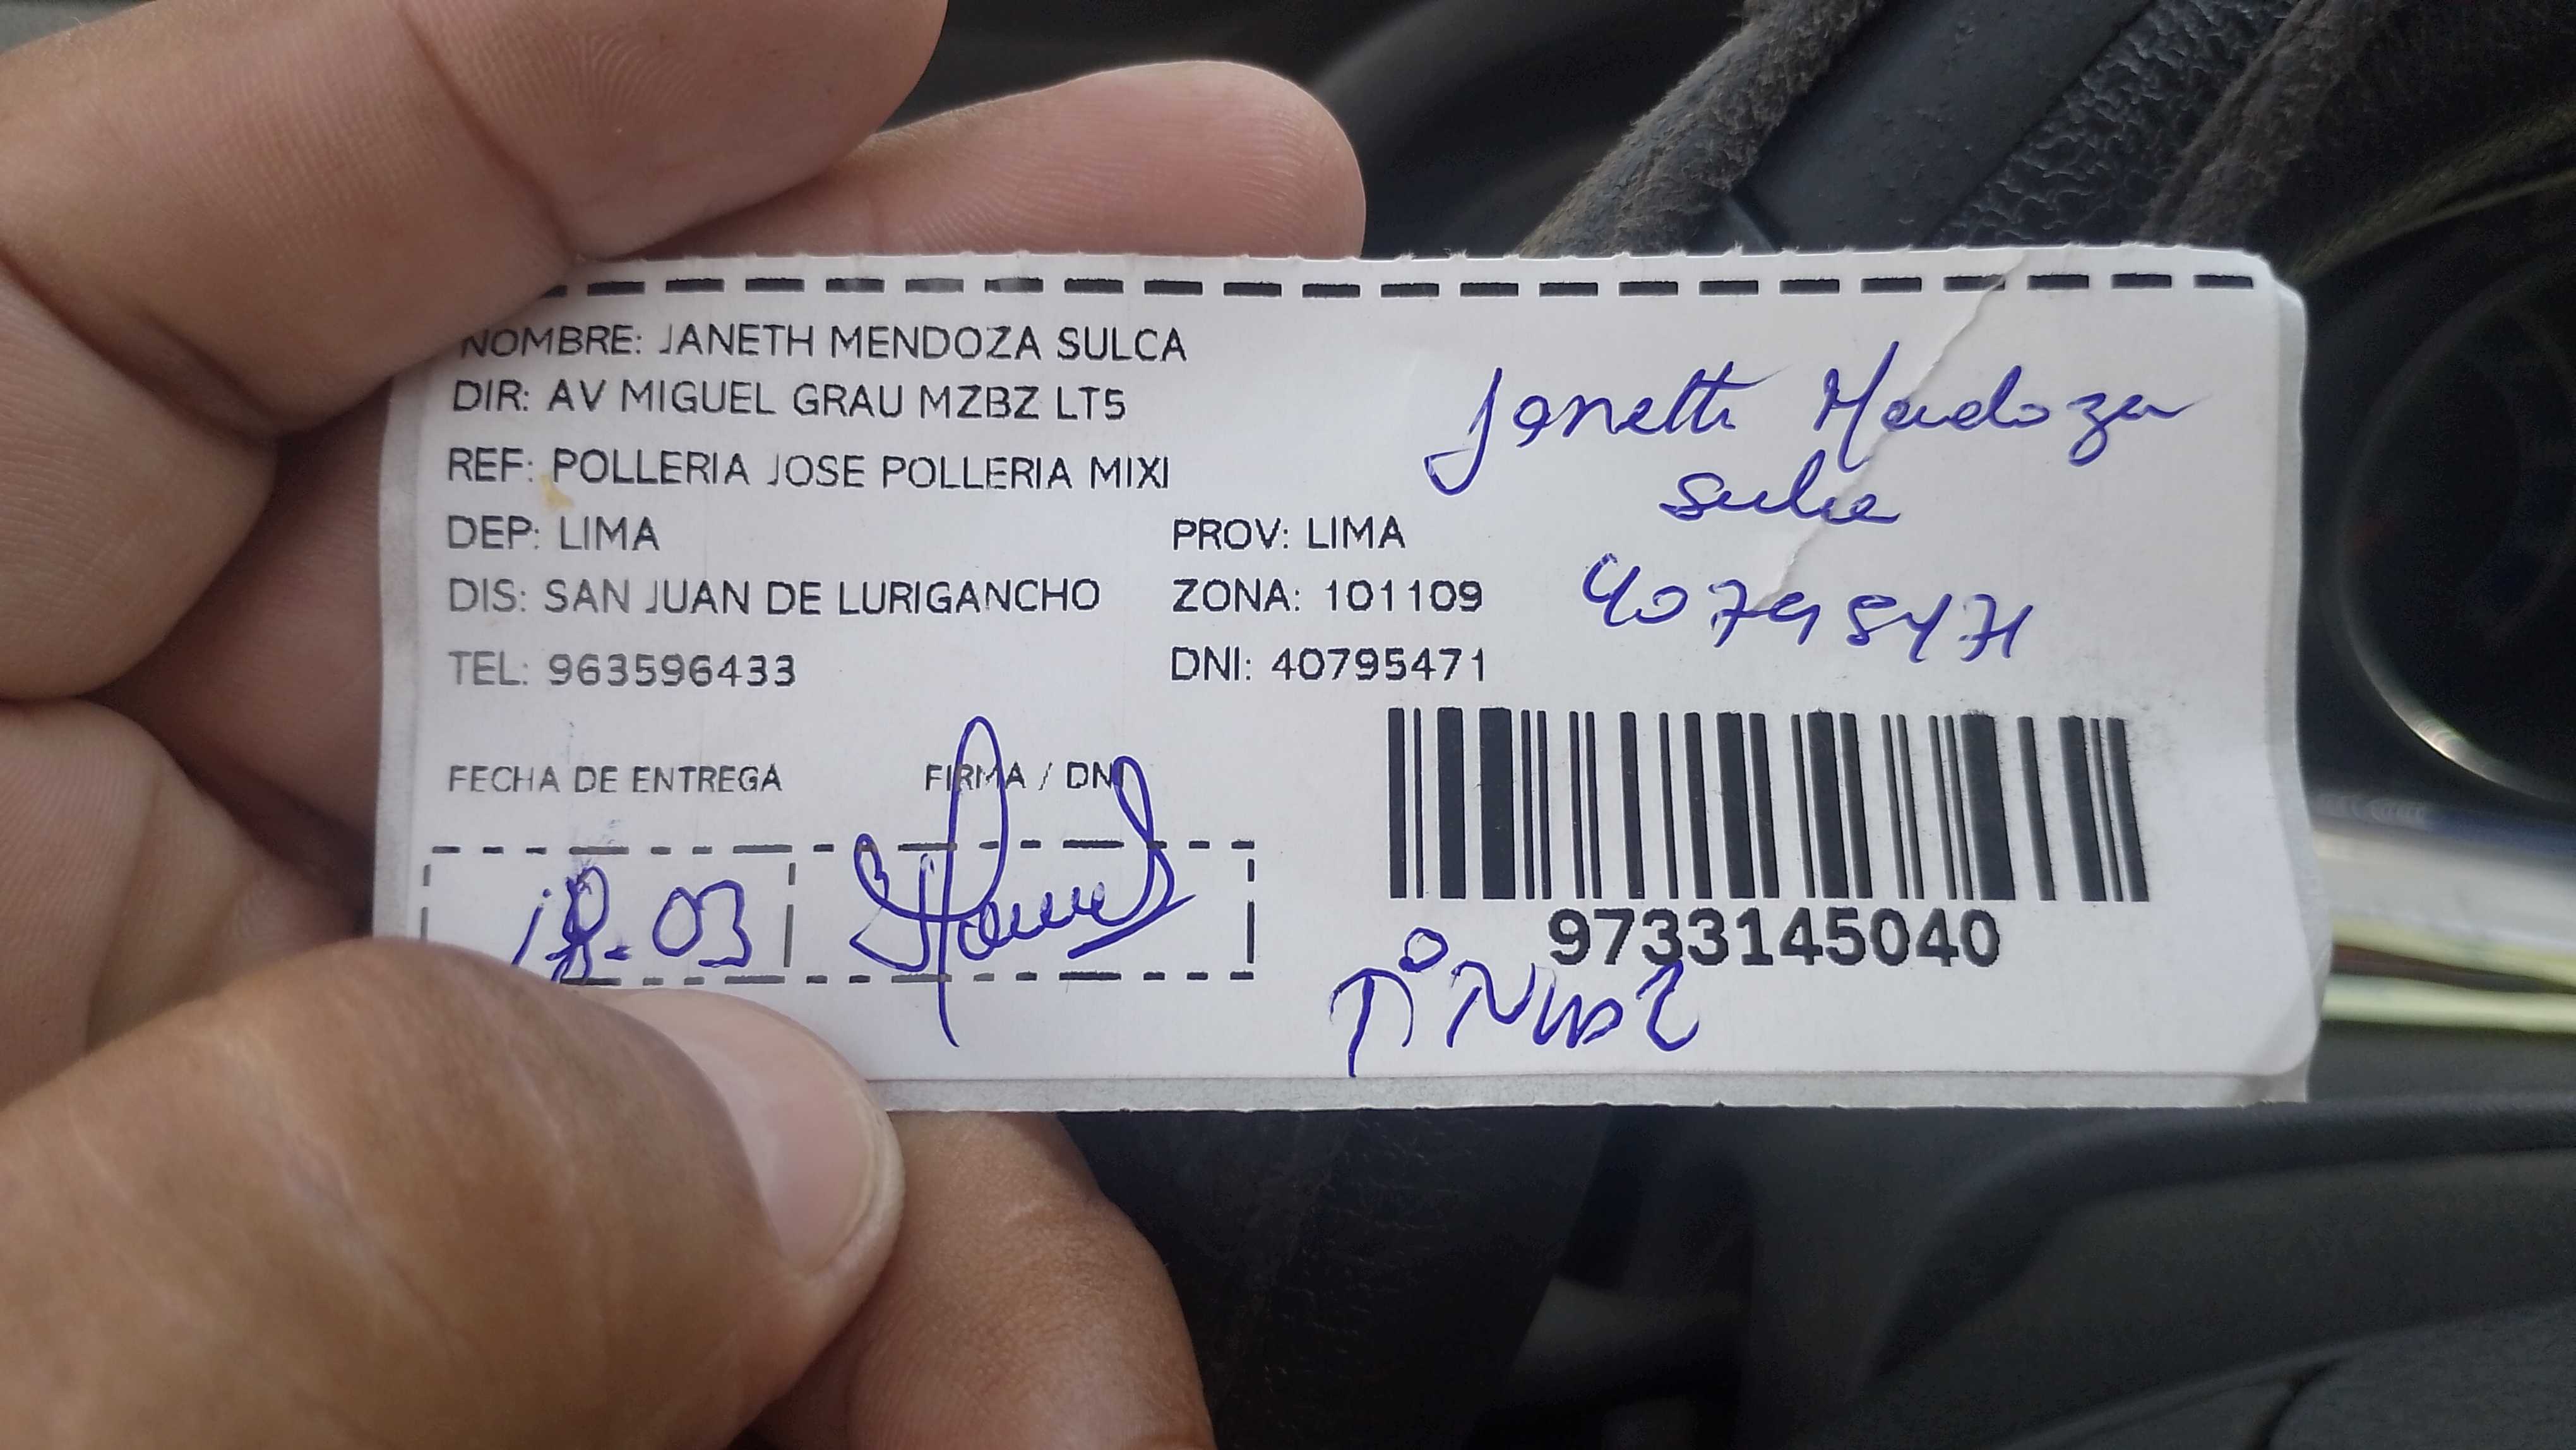 NOMBRE: JANETH MENDOZA SULCA
DIR: AV MIGUEL GRAU MZBZ LT5
REF: POLLERIA JOSE POLLERIA MIXI
DEP: LIMA PROV: LIMA
DIS: SAN JUAN DE LURIGANCHO ZONA: 101109
TEL: 963596433 DNI: 40795471
Janeth Mendoza
Sulca
40795471
FECHA DE ENTREGA FIRMA / DNI
18-03
9733145040